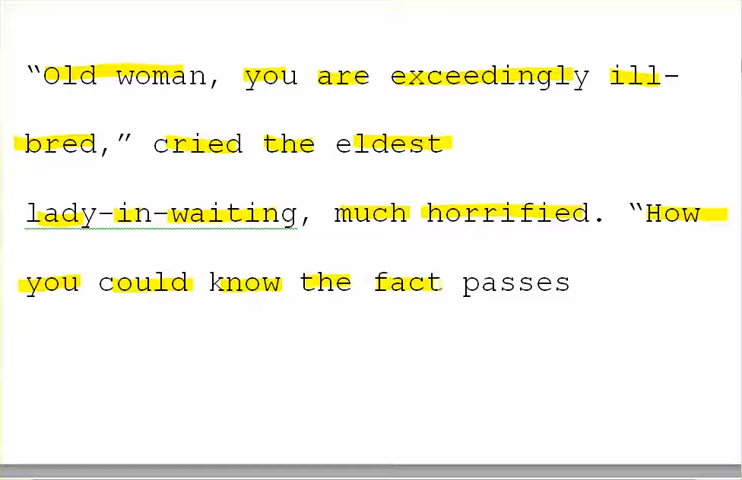 “Old woman, you are exceedingly ill-
bred,” cried the eldest
lady-in-waiting, much horrified. “How
you could know the fact passes